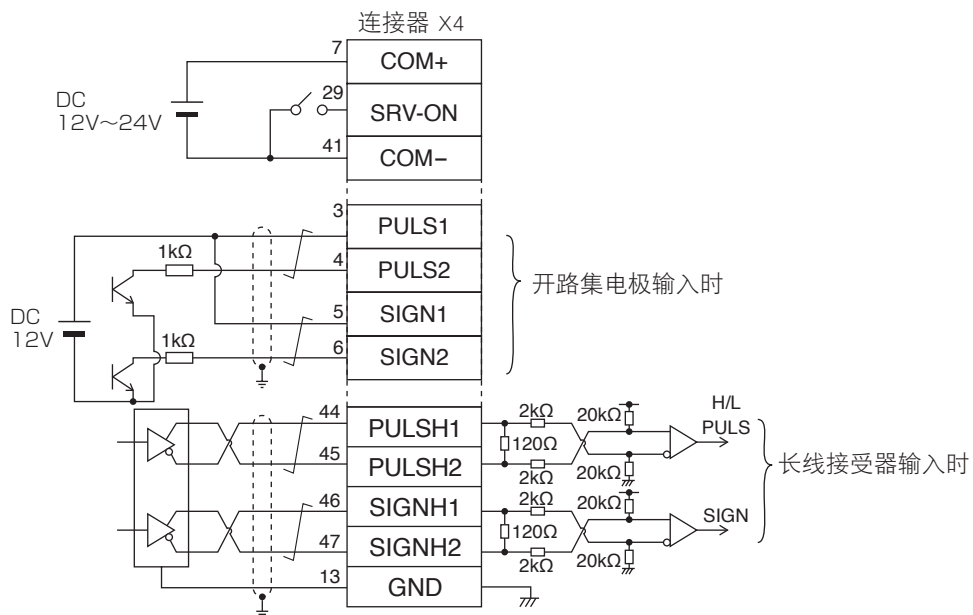 连接器 X4
7
COM+
DC
12V～24V
29
SRV-ON
41
COM−
3
PULS1
1kΩ
4
PULS2
开路集电极输入时
5
SIGN1
DC
12V
1kΩ
6
SIGN2
44
PULSH1
2kΩ
20kΩ
H/L
PULS
120Ω
45
PULSH2
2kΩ
20kΩ
长线接受器输入时
46
SIGNH1
2kΩ
20kΩ
SIGN
120Ω
47
SIGNH2
2kΩ
20kΩ
13
GND